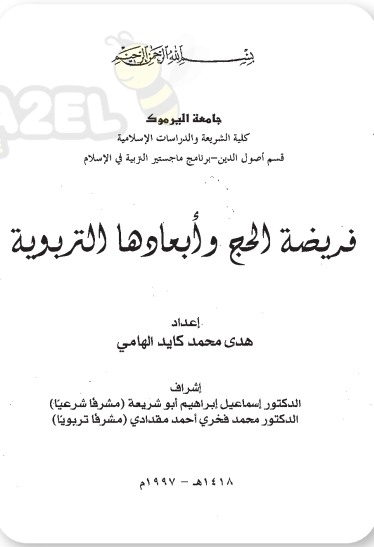 بسم الله الرحمن الرحيم
A2EL
جامعة اليرموك
كلية الشريعة والدراسات الإسلامية
قسم أصول الدين-برنامج ماجستير التربية في الإسلام
فريضة الحج وأبعادها التربوية
إعداد
هدى محمد كايد الهامي
إشراف
الدكتور إسماعيل إبراهيم أبو شريعة (مشرفًا شرعيًا)
الدكتور محمد فخري أحمد مقدادي (مشرفًا تربويًا)
١٤١٨هـ - ١٩٩٧م